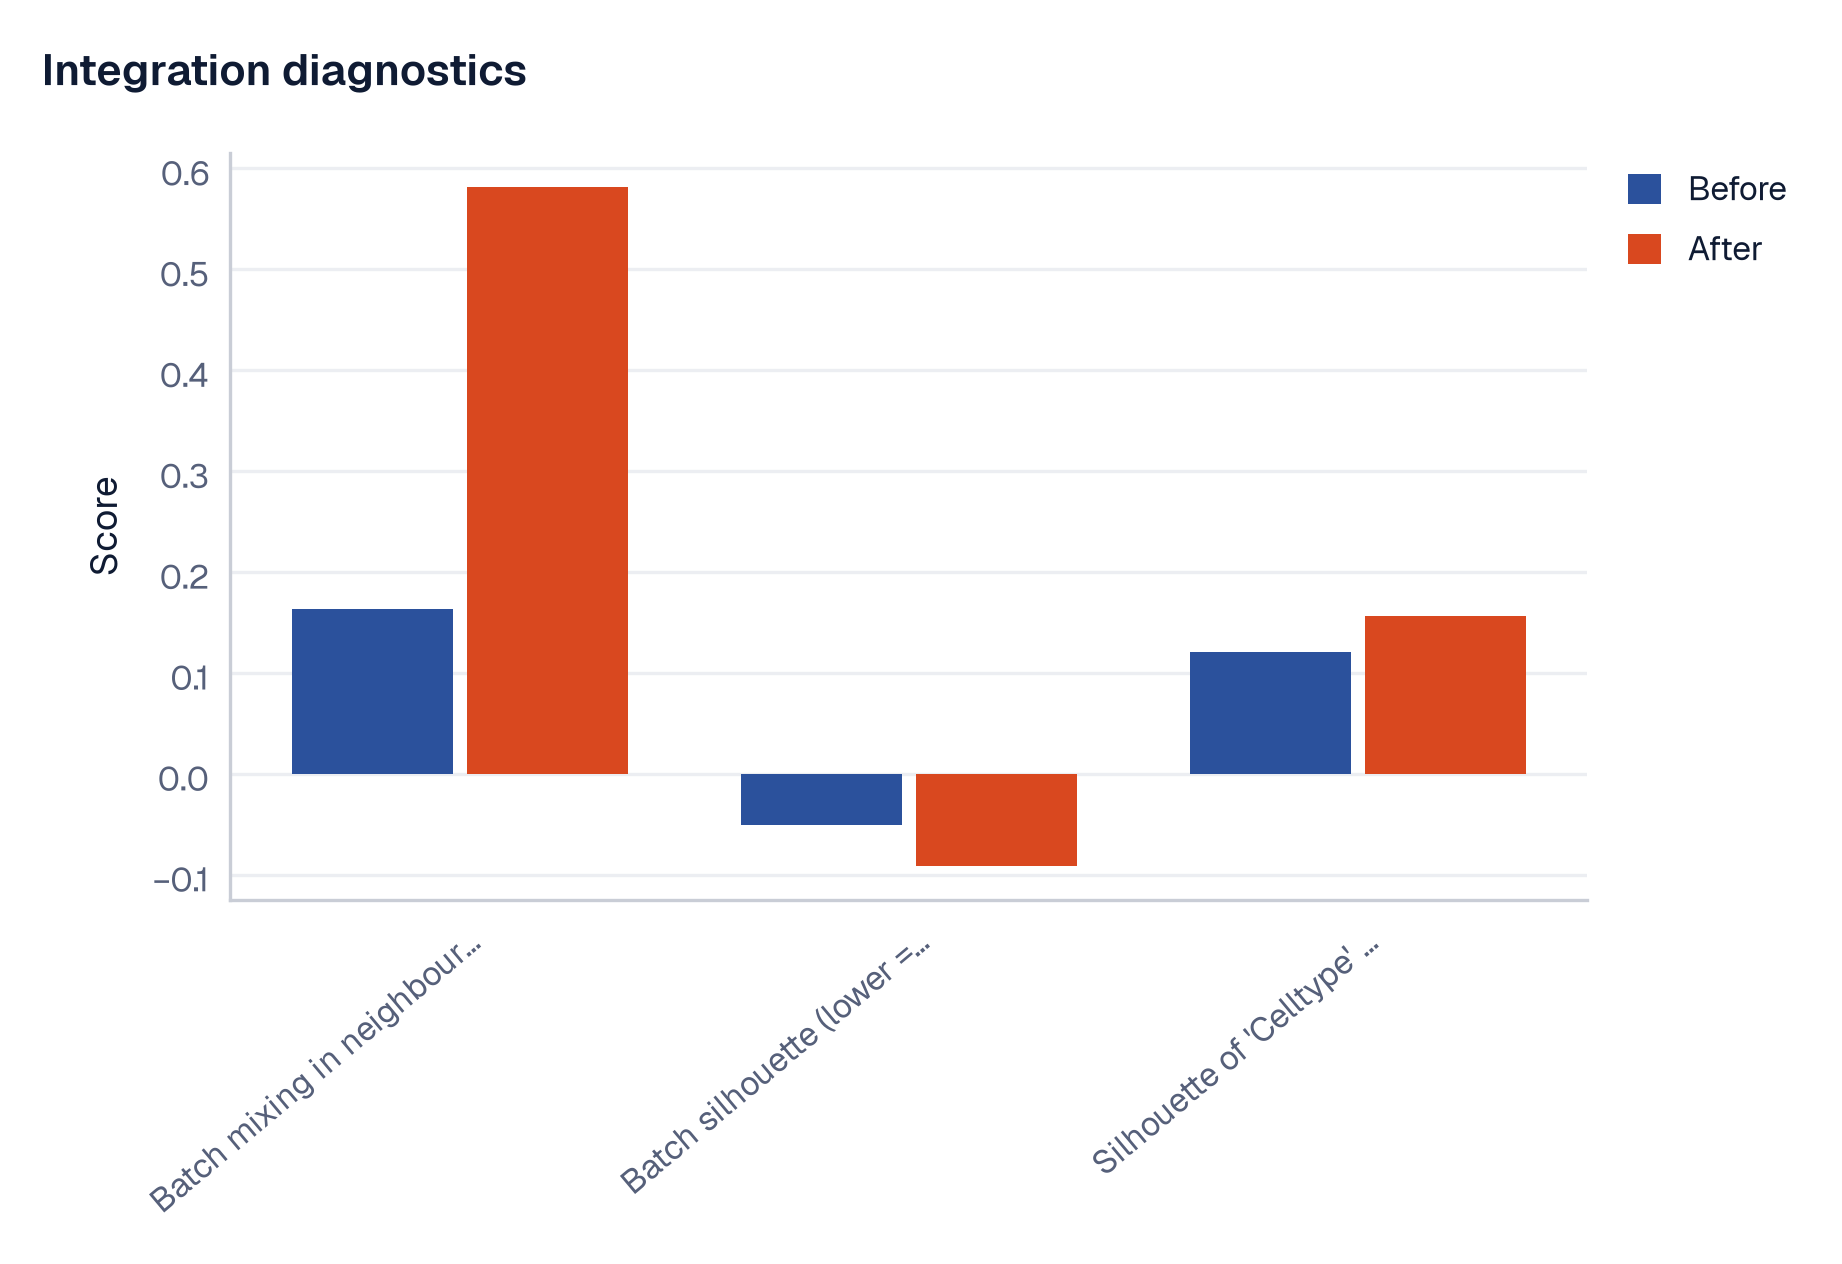 Integration diagnostics
Before
After
Score
0.6
0.5
0.4
0.3
0.2
0.1
0.0
−0.1
Batch mixing in neighbour...
Batch silhouette (lower =...
Silhouette of 'Celltype' ...